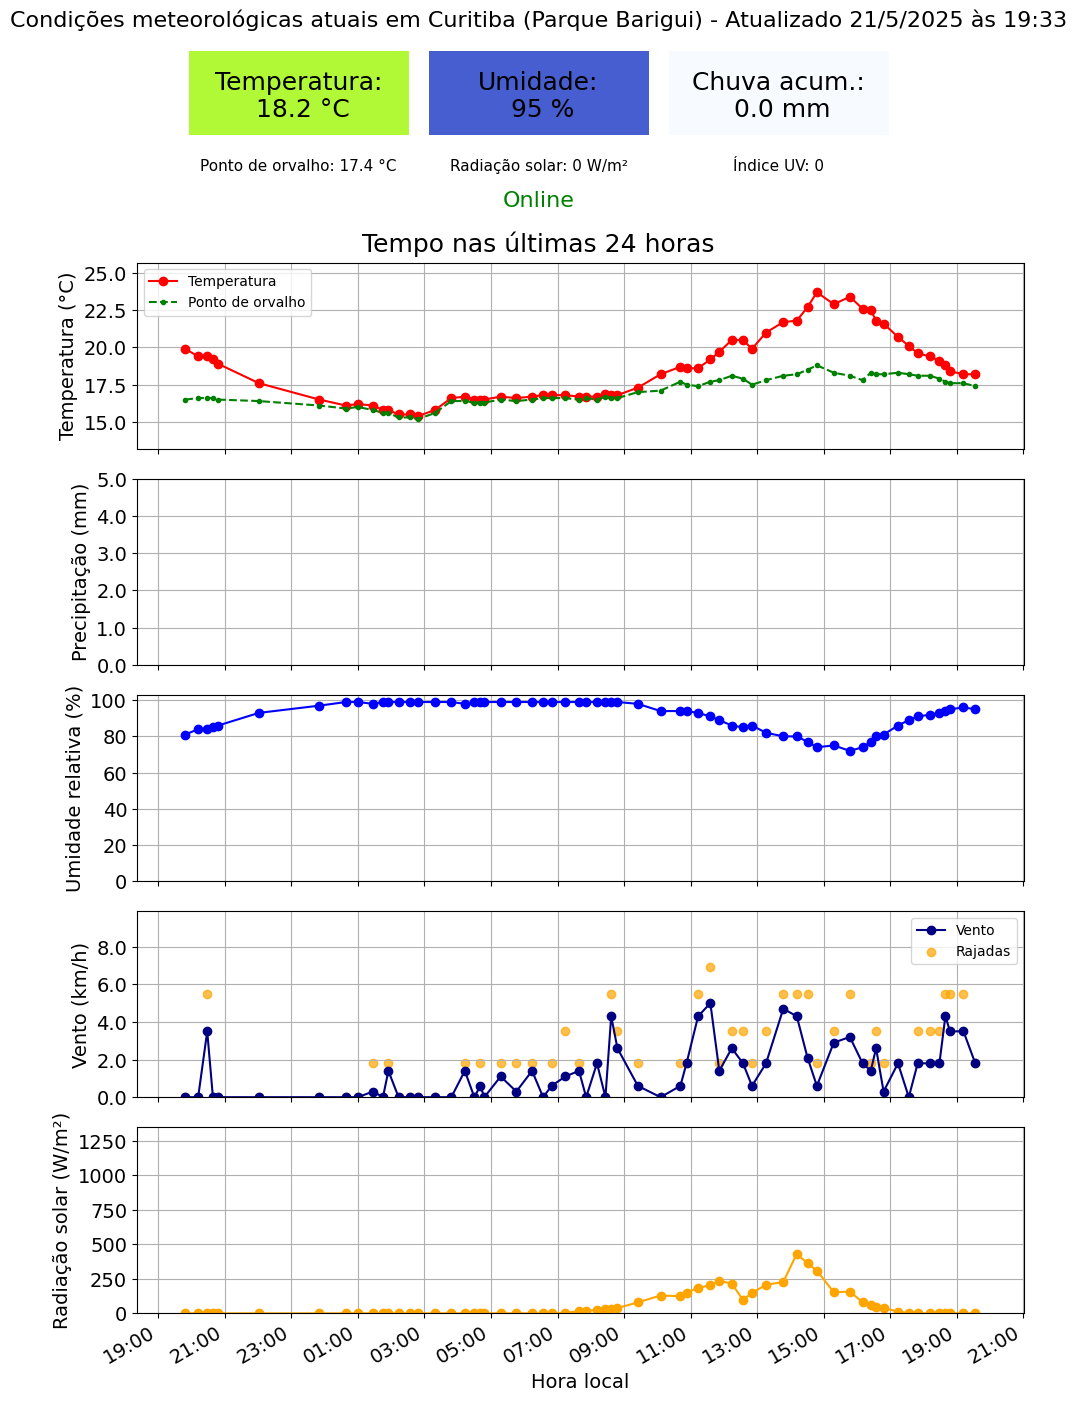 Condições meteorológicas atuais em Curitiba (Parque Barigui) - Atualizado 21/5/2025 às 19:33
Temperatura:
18.2 °C
Umidade:
95 %
Chuva acum.:
0.0 mm
Ponto de orvalho: 17.4 °C
Radiação solar: 0 W/m²
Índice UV: 0
Online
Tempo nas últimas 24 horas
Temperatura (°C)
25.0
22.5
20.0
17.5
15.0
Temperatura
Ponto de orvalho
Precipitação (mm)
5.0
4.0
3.0
2.0
1.0
0.0
Umidade relativa (%)
100
80
60
40
20
0
Vento (km/h)
8.0
6.0
4.0
2.0
0.0
Vento
Rajadas
Radiação solar (W/m²)
1250
1000
750
500
250
0
19:00
21:00
23:00
01:00
03:00
05:00
07:00
09:00
11:00
13:00
15:00
17:00
19:00
21:00
Hora local